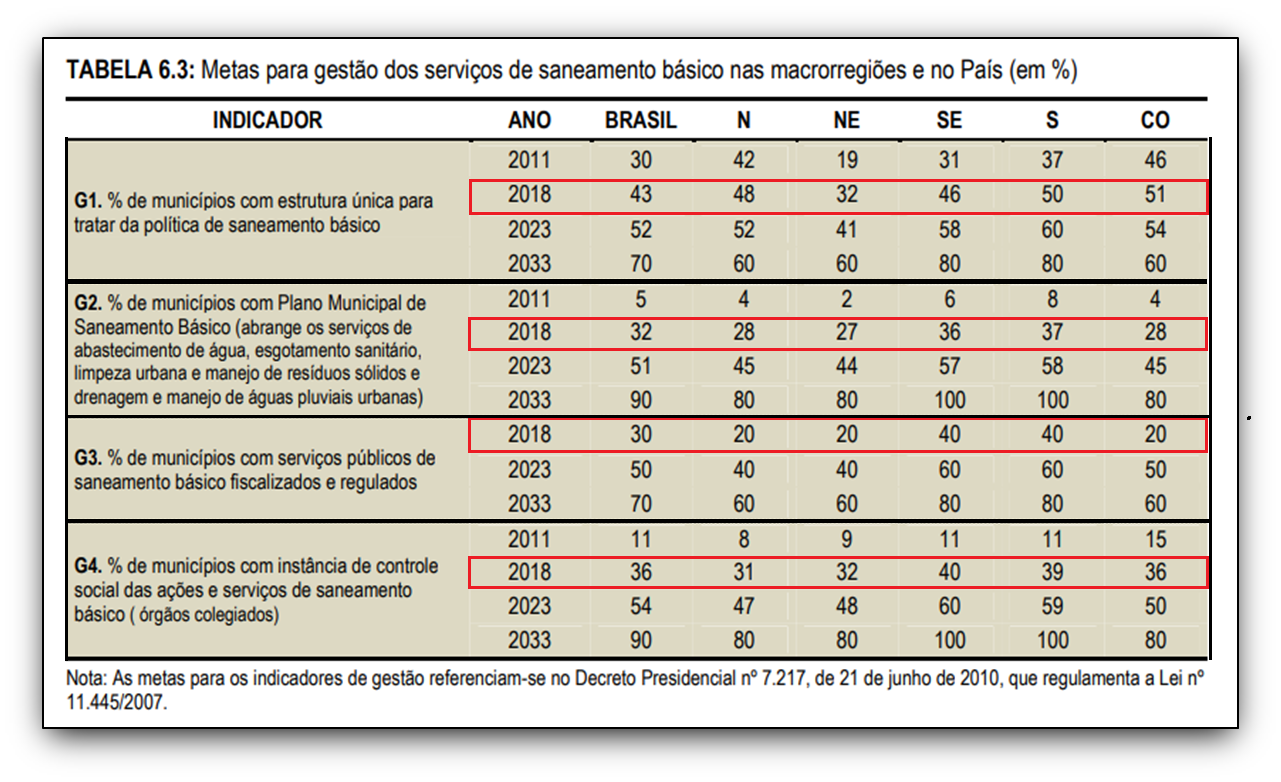 TABELA 6.3: Metas para gestão dos serviços de saneamento básico nas macrorregiões e no País (em %)
INDICADOR ANO BRASIL N NE SE S CO
G1. % de municípios com estrutura única para
tratar da política de saneamento básico
2011 30 42 19 31 37 46
2018 43 48 32 46 50 51
2023 52 52 41 58 60 54
2033 70 60 60 80 80 60
G2. % de municípios com Plano Municipal de
Saneamento Básico (abrange os serviços de
abastecimento de água, esgotamento sanitário,
limpeza urbana e manejo de resíduos sólidos e
drenagem e manejo de águas pluviais urbanas)
2011 5 4 2 6 8 4
2018 32 28 27 36 37 28
2023 51 45 44 57 58 45
2033 90 80 80 100 100 80
G3. % de municípios com serviços públicos de
saneamento básico fiscalizados e regulados
2018 30 20 20 40 40 20
2023 50 40 40 60 60 50
2033 70 60 60 80 80 60
G4. % de municípios com instância de controle
social das ações e serviços de saneamento
básico ( órgãos colegiados)
2011 11 8 9 11 11 15
2018 36 31 32 40 39 36
2023 54 47 48 60 59 50
2033 90 80 80 100 100 80
Nota: As metas para os indicadores de gestão referenciam-se no Decreto Presidencial nº 7.217, de 21 de junho de 2010, que regulamenta a Lei nº
11.445/2007.